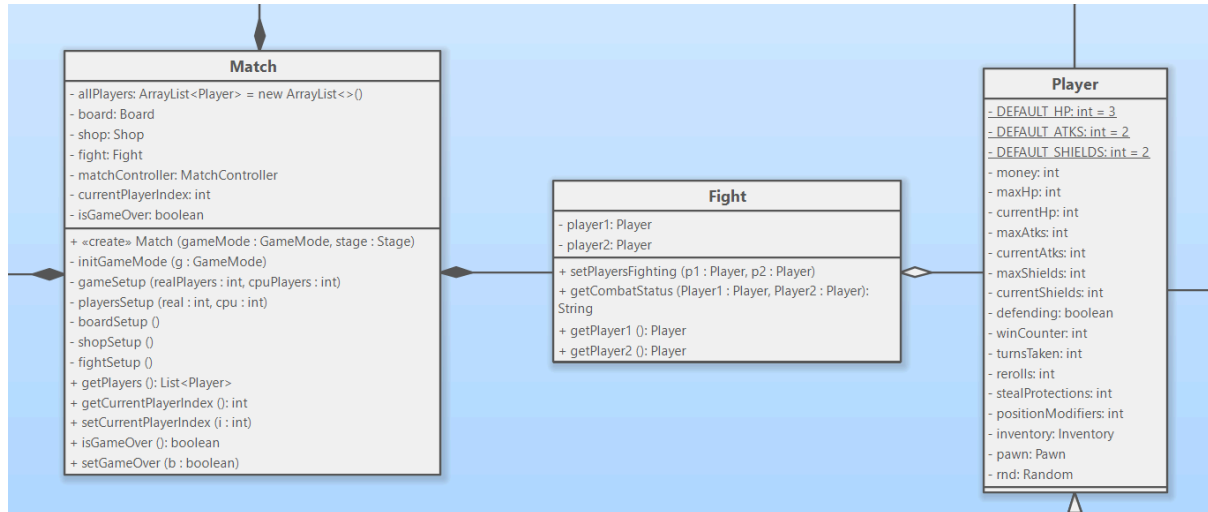 Match
- allPlayers: ArrayList<Player> = new ArrayList<>()
- board: Board
- shop: Shop
- fight: Fight
- matchController: MatchController
- currentPlayerIndex: int
- isGameOver: boolean
+ «create» Match (gameMode : GameMode, stage : Stage)
- initGameMode (g : GameMode)
- gameSetup (realPlayers : int, cpuPlayers : int)
- playersSetup (real : int, cpu : int)
- boardSetup ()
- shopSetup ()
- fightSetup ()
+ getPlayers (): List<Player>
+ getCurrentPlayerIndex (): int
+ setCurrentPlayerIndex (i : int)
+ isGameOver (): boolean
+ setGameOver (b : boolean)
Fight
- player1: Player
- player2: Player
+ setPlayersFighting (p1 : Player, p2 : Player)
+ getCombatStatus (Player1 : Player, Player2 : Player):
String
+ getPlayer1 (): Player
+ getPlayer2 (): Player
Player
- DEFAULT_HP: int = 3
- DEFAULT_ATKS: int = 2
- DEFAULT_SHIELDS: int = 2
- money: int
- maxHp: int
- currentHp: int
- maxAtks: int
- currentAtks: int
- maxShields: int
- currentShields: int
- defending: boolean
- winCounter: int
- turnsTaken: int
- rerolls: int
- stealProtections: int
- positionModifiers: int
- inventory: Inventory
- pawn: Pawn
- rnd: Random